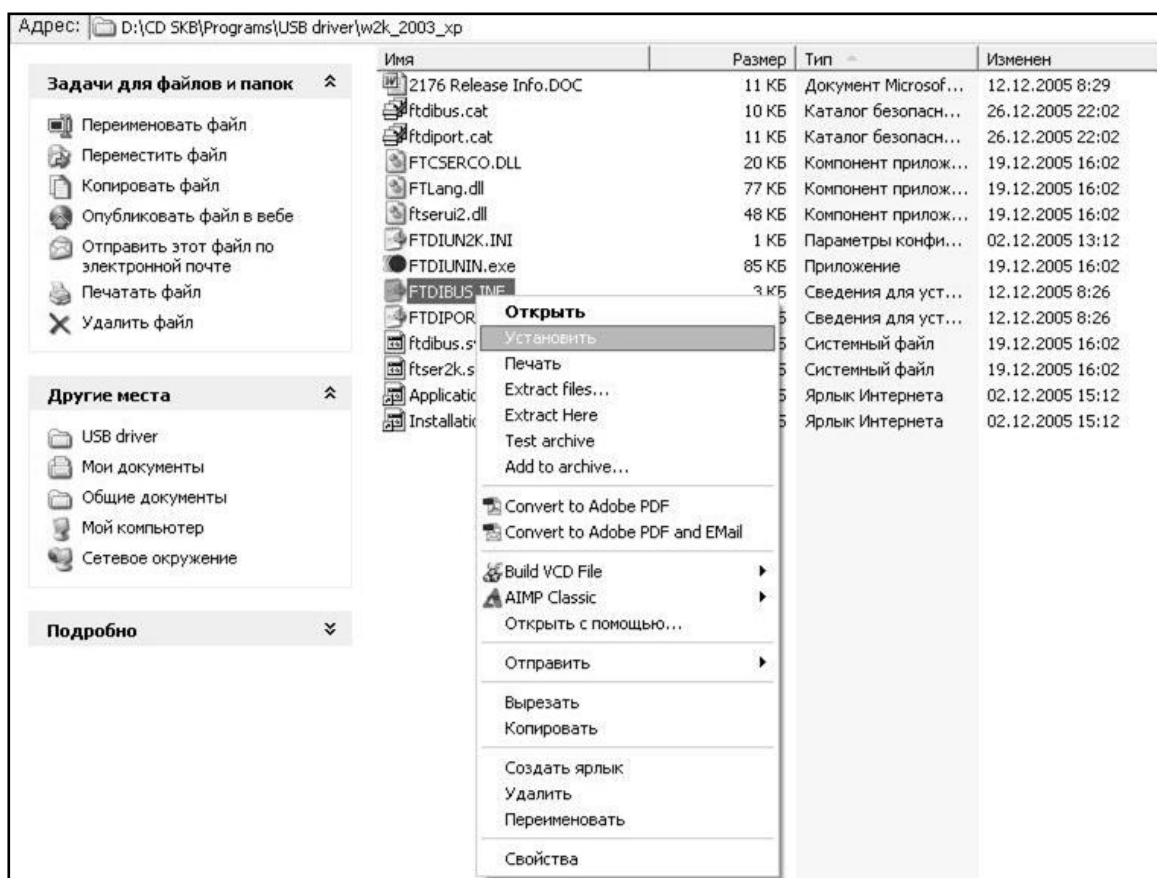 Адрес: D:\CD SKB\Programs\USB driver\w2k_2003_xp
Задачи для файлов и папок
Переименовать файл
Переместить файл
Копировать файл
Опубликовать файл в вебе
Отправить этот файл по
электронной почте
Печатать файл
Удалить файл
Другие места
USB driver
Мои документы
Общие документы
Мой компьютер
Сетевое окружение
Подробно
Имя Размер Тип Изменен
2176 Release Info.DOC 11 КБ Документ Microsof... 12.12.2005 8:29
ftdibus.cat 10 КБ Каталог безопасн... 26.12.2005 22:02
ftdiport.cat 11 КБ Каталог безопасн... 26.12.2005 22:02
FTCSERCO.DLL 20 КБ Компонент прилож... 19.12.2005 16:02
FTLang.dll 77 КБ Компонент прилож... 19.12.2005 16:02
ftserui2.dll 48 КБ Компонент прилож... 19.12.2005 16:02
FTDIUN2K.INI 1 КБ Параметры конфи... 02.12.2005 13:12
FTDIUNIN.exe 85 КБ Приложение 19.12.2005 16:02
FTDIBUS.INF 3 КБ Сведения для уст... 12.12.2005 8:26
FTDIPOR Сведения для уст... 12.12.2005 8:26
ftdibus.s Системный файл 19.12.2005 16:02
ftser2k.s Системный файл 19.12.2005 16:02
Applicatic Ярлык Интернета 02.12.2005 15:12
Installatic Ярлык Интернета 02.12.2005 15:12
Открыть
Установить
Печать
Extract files...
Extract Here
Test archive
Add to archive...
Convert to Adobe PDF
Convert to Adobe PDF and EMail
Build VCD File
AIMP Classic
Открыть с помощью...
Отправить
Вырезать
Копировать
Создать ярлык
Удалить
Переименовать
Свойства